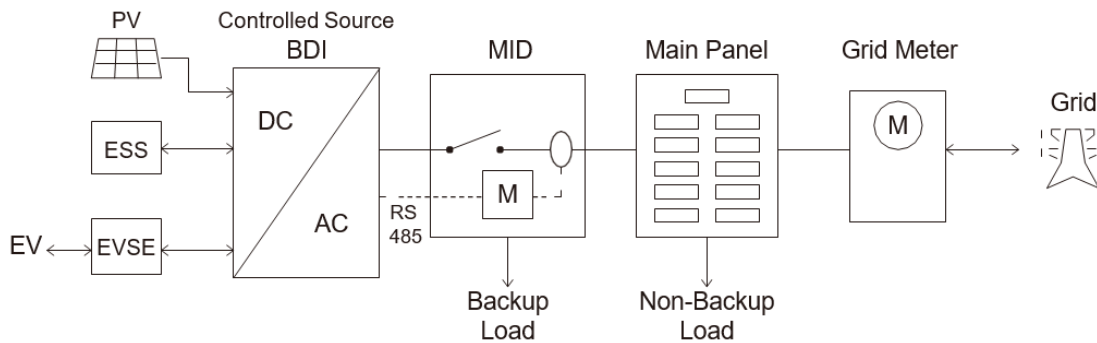 PV
Controlled Source
BDI
MID
Main Panel
Grid Meter
Grid
DC
ESS
M
M
AC
RS
485
EV
EVSE
Backup
Load
Non-Backup
Load